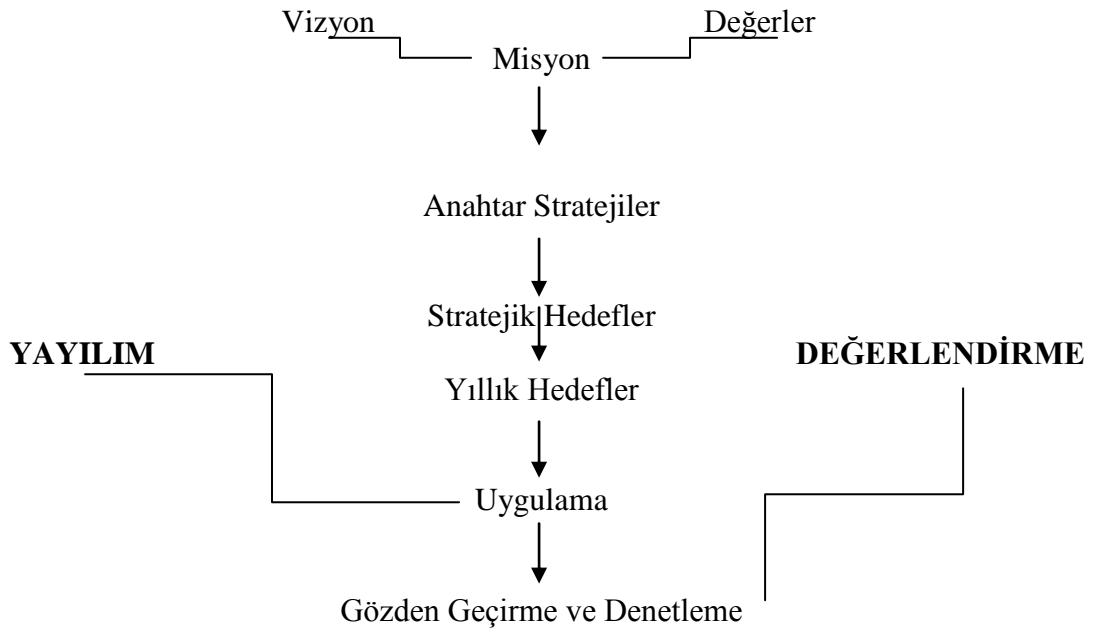 Vizyon
Değerler
Misyon
Anahtar Stratejiler
Stratejik Hedefler
YAYILIM
DEĞERLENDİRME
Yıllık Hedefler
Uygulama
Gözden Geçirme ve Denetleme